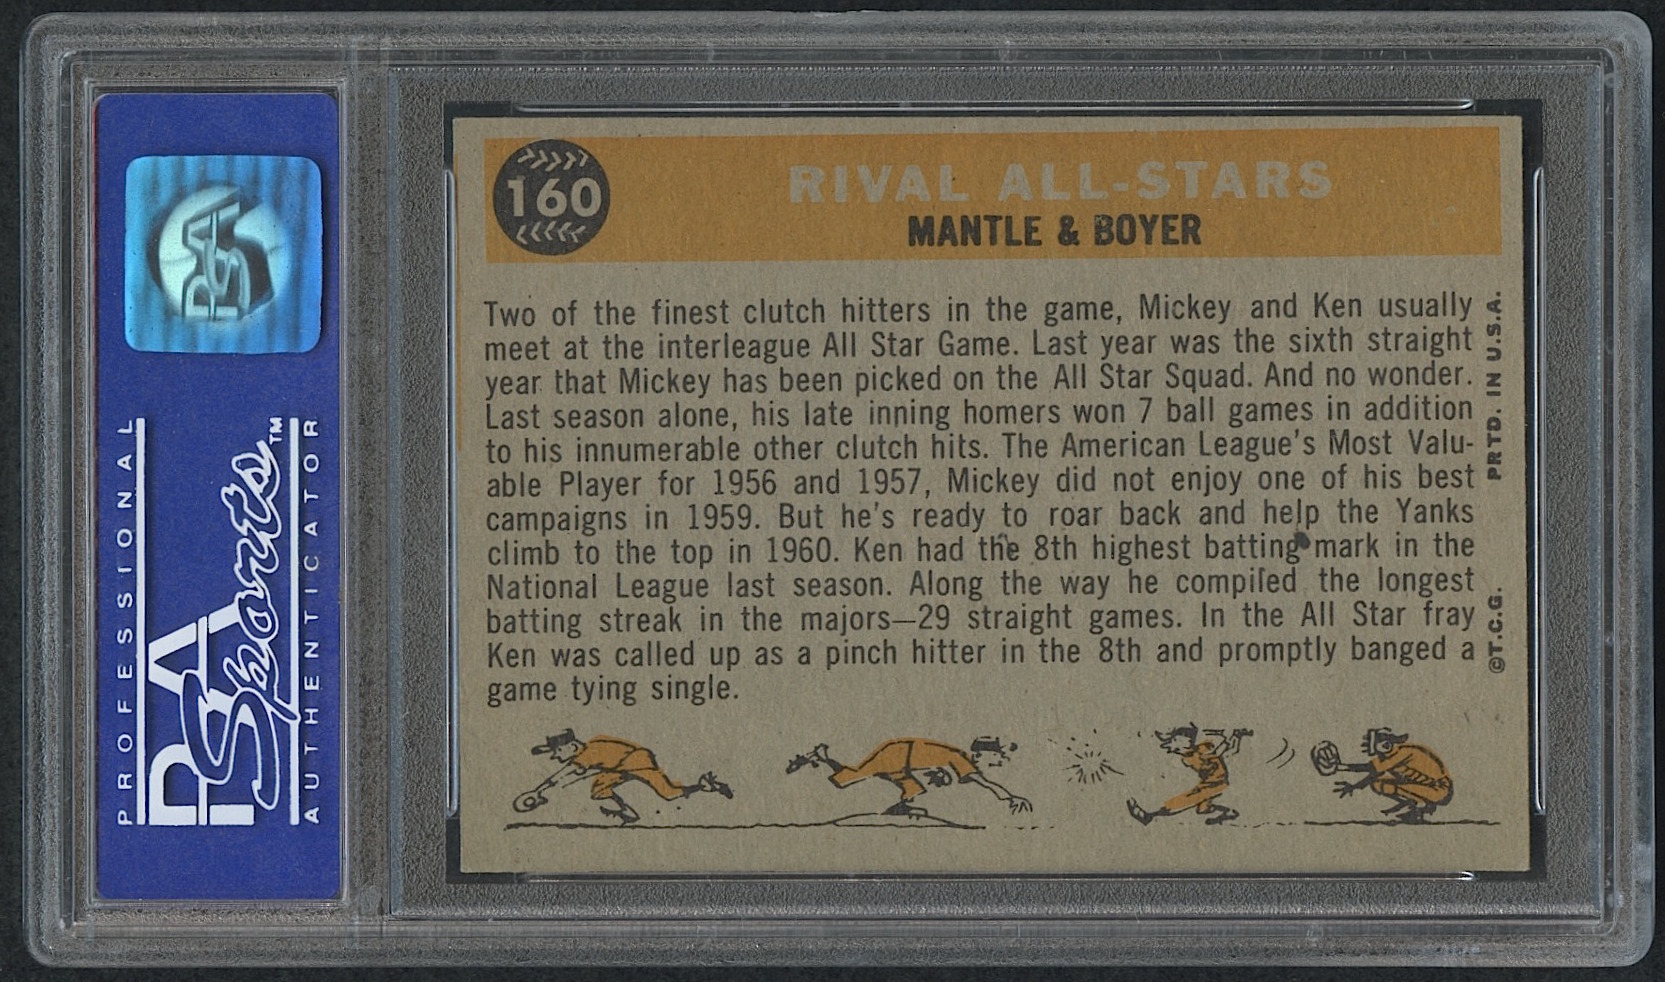 PROFESSIONAL
PSA
Sports™
AUTHENTICATOR
PSA
160
RIVAL ALL-STARS
MANTLE & BOYER
Two of the finest clutch hitters in the game, Mickey and Ken usually
meet at the interleague All Star Game. Last year was the sixth straight
year that Mickey has been picked on the All Star Squad. And no wonder.
Last season alone, his late inning homers won 7 ball games in addition
to his innumerable other clutch hits. The American League's Most Valu-
able Player for 1956 and 1957, Mickey did not enjoy one of his best
campaigns in 1959. But he's ready to roar back and help the Yanks
climb to the top in 1960. Ken had the 8th highest batting mark in the
National League last season. Along the way he compiled the longest
batting streak in the majors—29 straight games. In the All Star fray
Ken was called up as a pinch hitter in the 8th and promptly banged a
game tying single.
©T.C.G. PRTD. IN U.S.A.